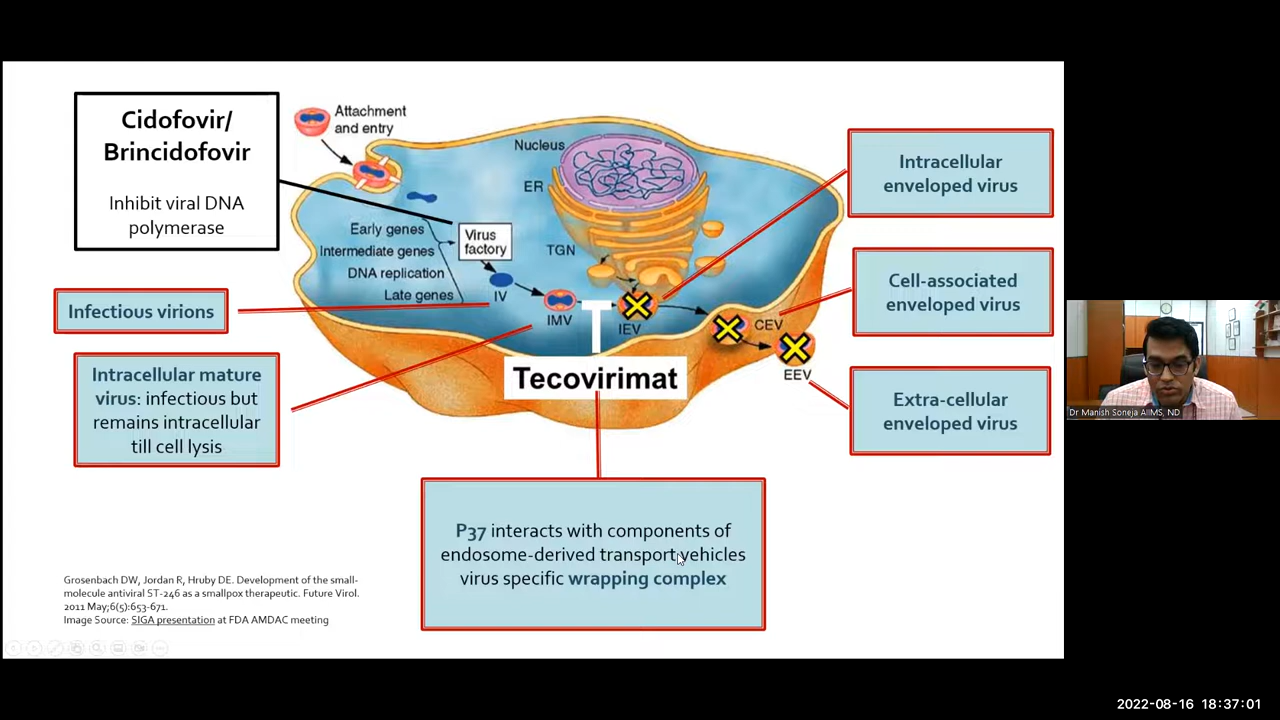 Cidofovir/
Brincidofovir
Inhibit viral DNA
polymerase
Attachment
and entry
Nucleus
ER
TGN
Early genes
Intermediate genes
DNA replication
Late genes
Virus
factory
IV
IMV
IEV
CEV
EEV
Tecovirimat
Infectious virions
Intracellular mature
virus: infectious but
remains intracellular
till cell lysis
Intracellular
enveloped virus
Cell-associated
enveloped virus
Extra-cellular
enveloped virus
P37 interacts with components of
endosome-derived transport vehicles
virus specific wrapping complex
Grosenbach DW, Jordan R, Hruby DE. Development of the small-
molecule antiviral ST-246 as a smallpox therapeutic. Future Virol.
2011 May;6(5):653-671.
Image Source: SIGA presentation at FDA AMDAC meeting
Dr Manish Soneja AIIMS, ND
2022-08-16 18:37:01